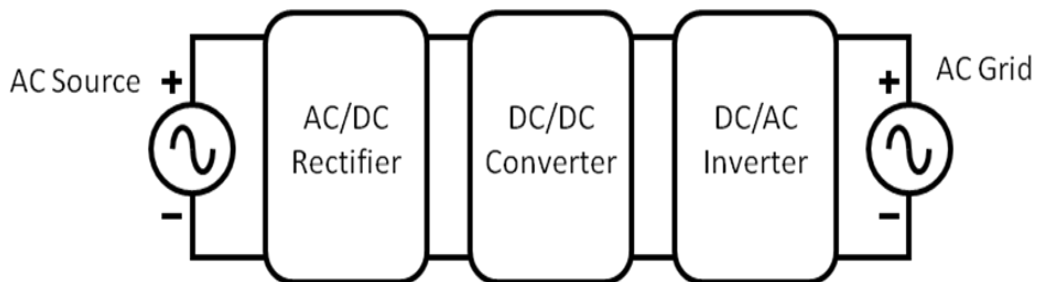 AC Source
+
−
AC/DC
Rectifier
DC/DC
Converter
DC/AC
Inverter
AC Grid
+
−